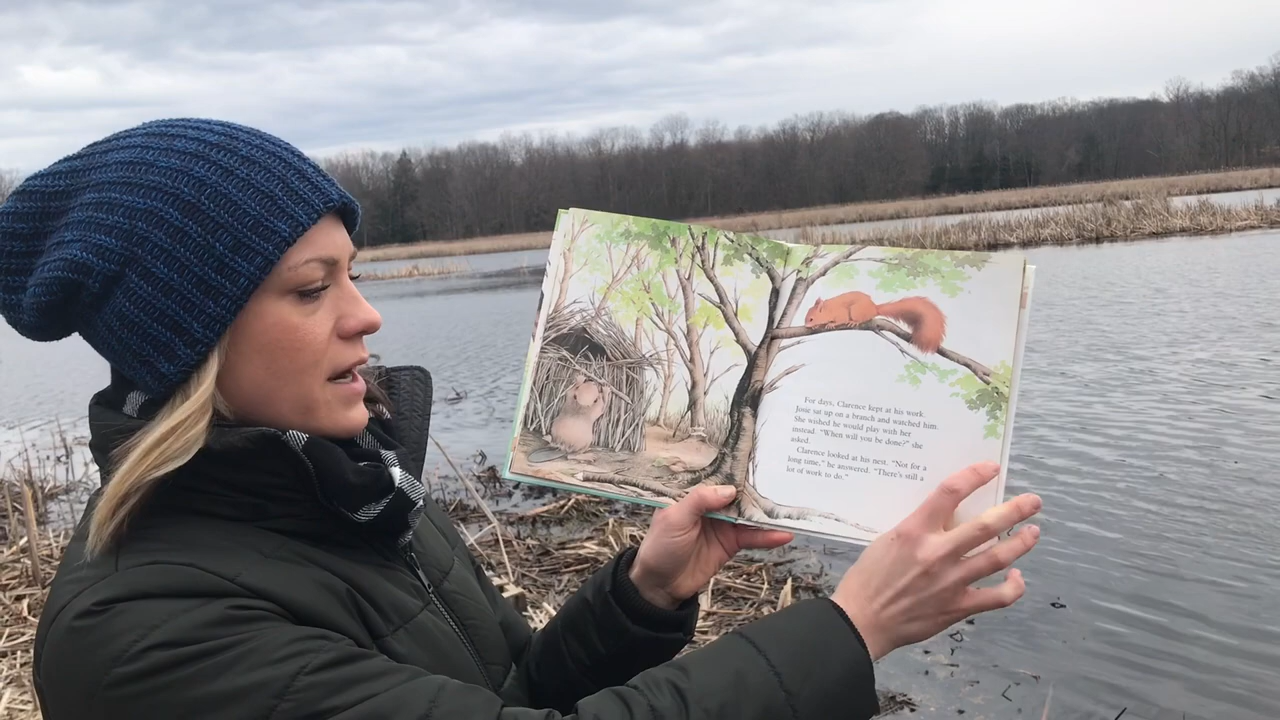 For days, Clarence kept at his work.
Josie sat up on a branch and watched him.
She wished he would play with her
instead. "When will you be done?" she
asked.
Clarence looked at his nest. "Not for a
long time," he answered. "There's still a
lot of work to do."